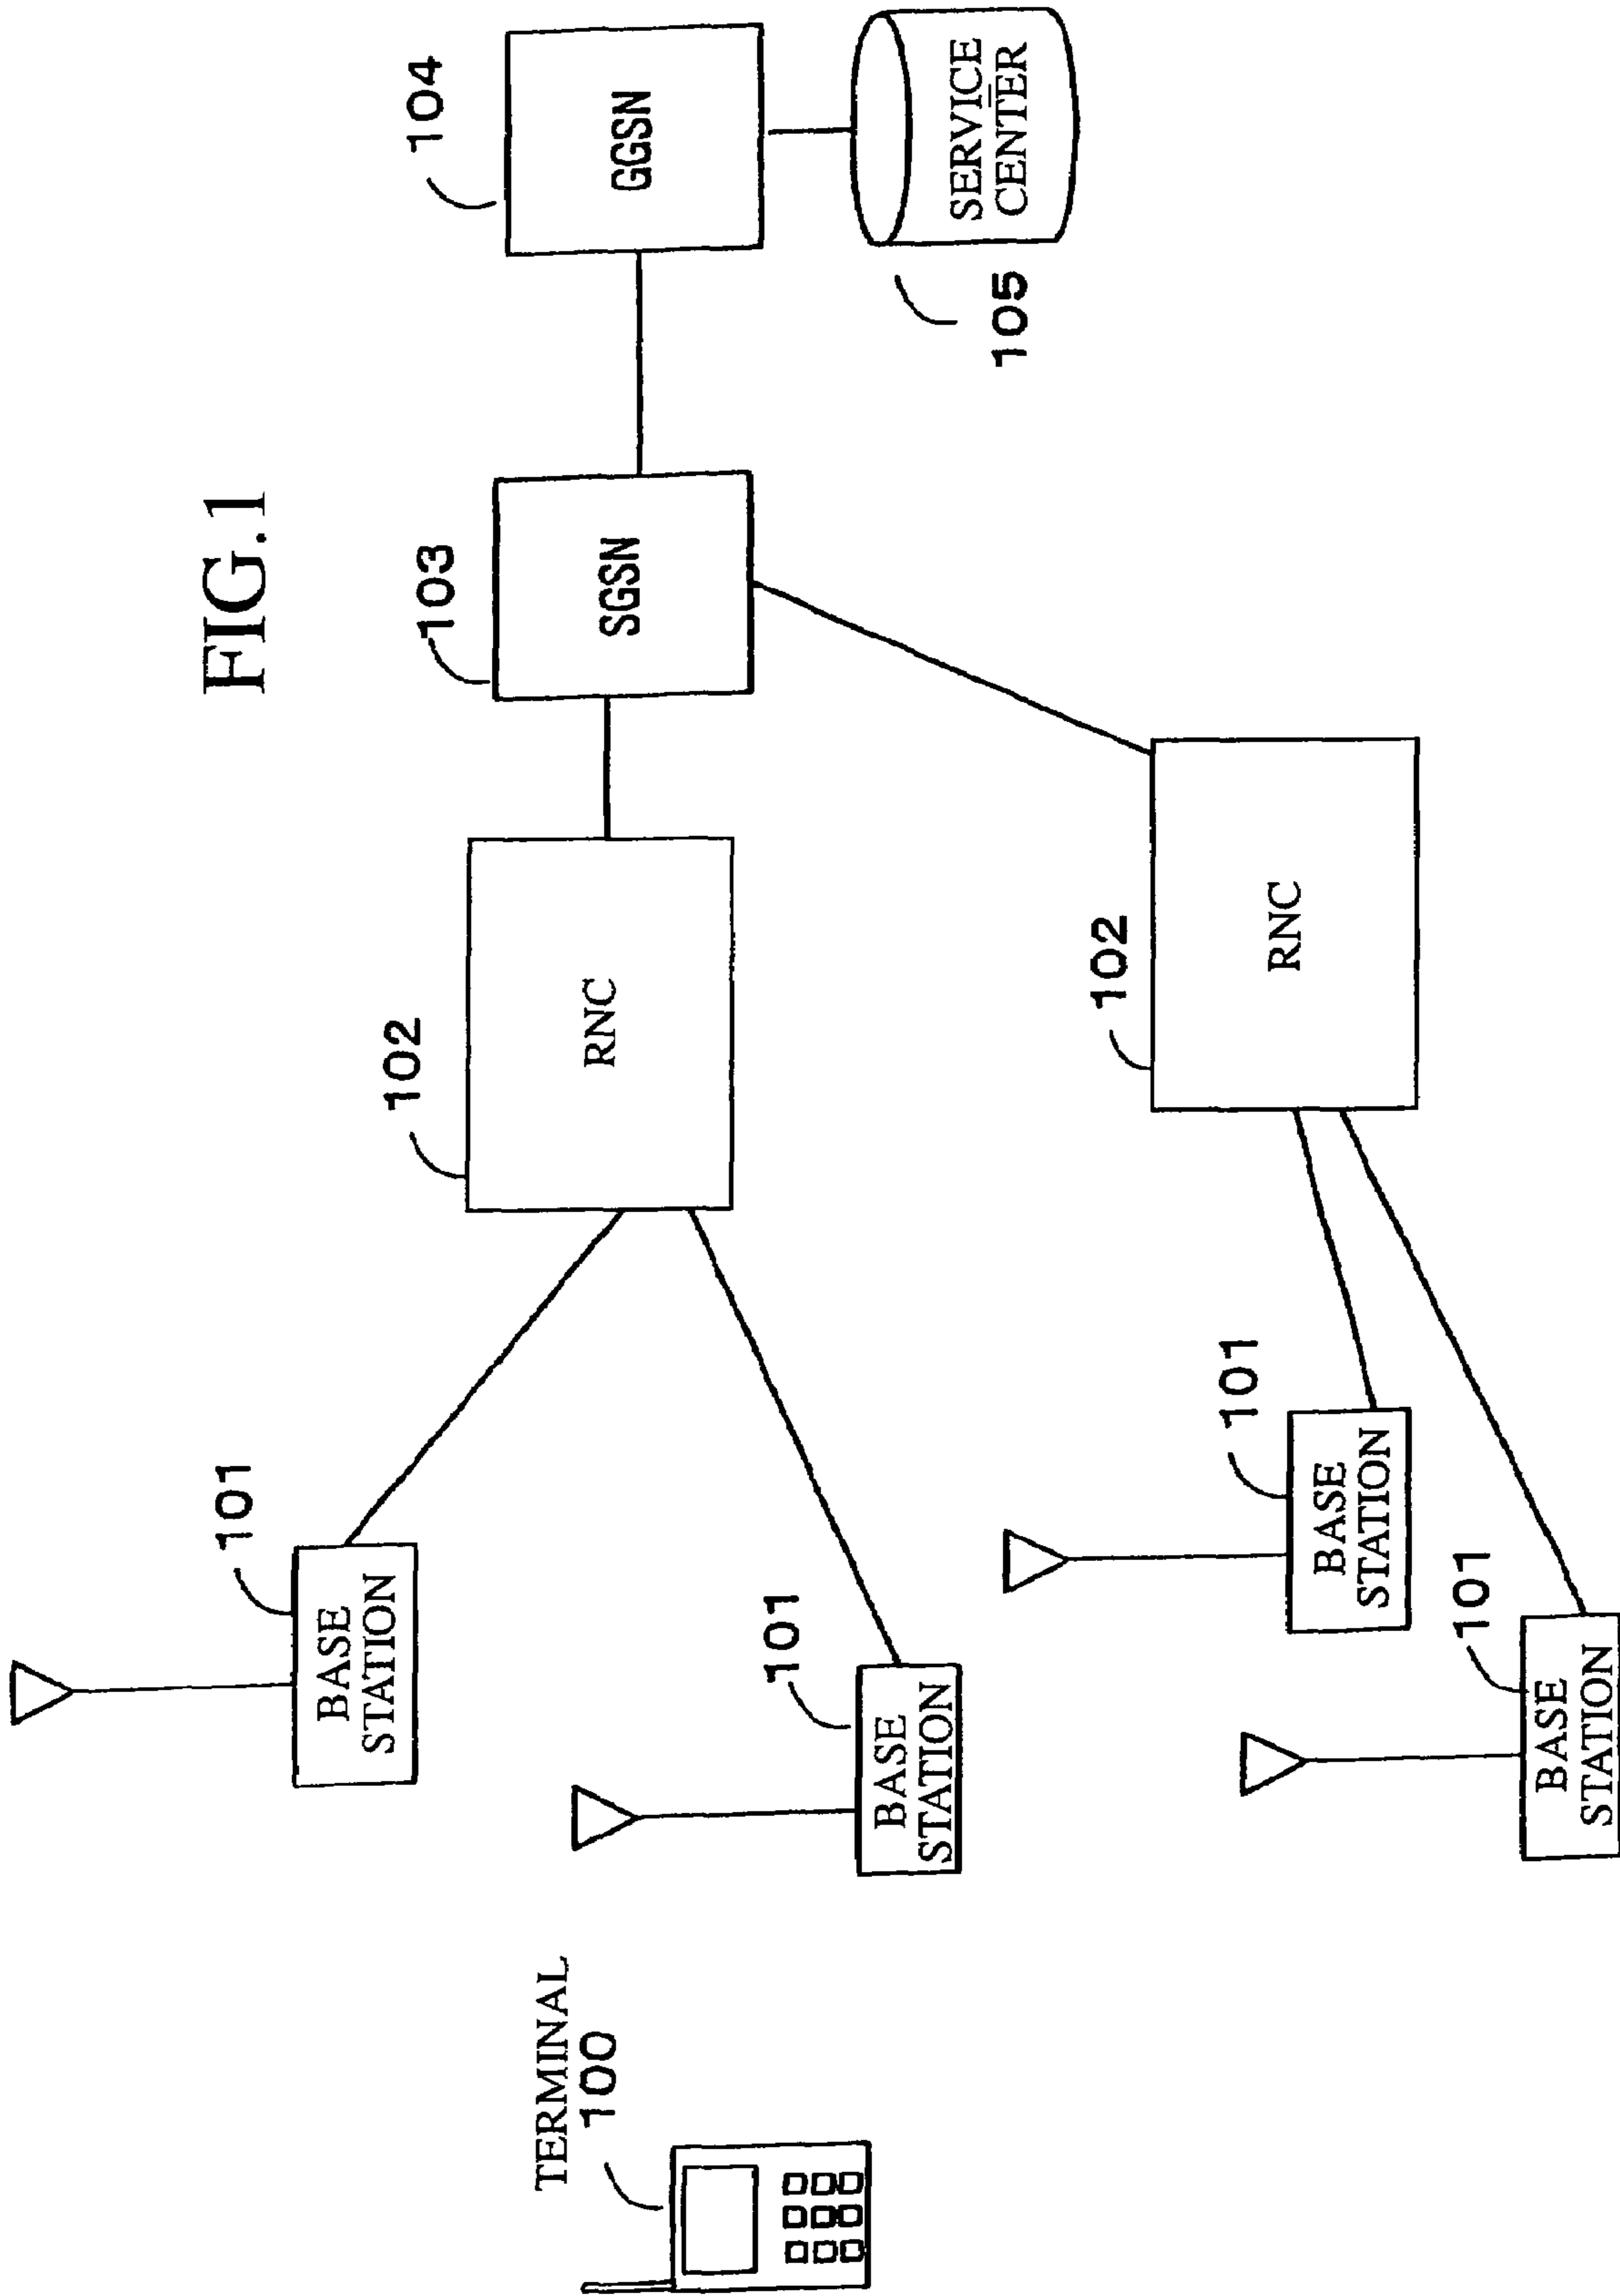 FIG.1
TERMINAL
100
101
BASE
STATION
101
BASE
STATION
102
RNC
103
SGSN
104
GGSN
105
SERVICE
CENTER
102
RNC
101
BASE
STATION
101
BASE
STATION